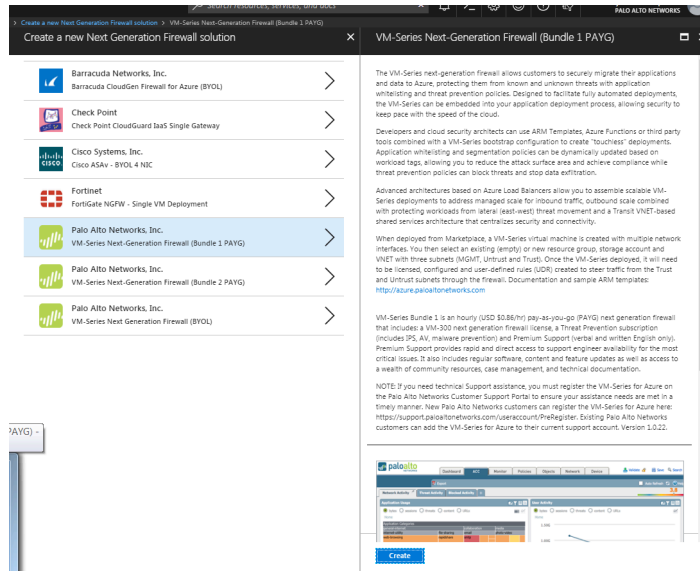 Search resources, services, and docs
PALO ALTO NETWORKS
Create a new Next Generation Firewall solution > VM-Series Next-Generation Firewall (Bundle 1 PAYG)
Create a new Next Generation Firewall solution
Barracuda Networks, Inc.
Barracuda CloudGen Firewall for Azure (BYOL)
Check Point
Check Point CloudGuard IaaS Single Gateway
CISCO
Cisco Systems, Inc.
Cisco ASAv - BYOL 4 NIC
Fortinet
FortiGate NGFW - Single VM Deployment
Palo Alto Networks, Inc.
VM-Series Next-Generation Firewall (Bundle 1 PAYG)
Palo Alto Networks, Inc.
VM-Series Next-Generation Firewall (Bundle 2 PAYG)
Palo Alto Networks, Inc.
VM-Series Next Generation Firewall (BYOL)
PAYG) -
VM-Series Next-Generation Firewall (Bundle 1 PAYG)
The VM-Series next-generation firewall allows customers to securely migrate their applications
and data to Azure, protecting them from known and unknown threats with application
whitelisting and threat prevention policies. Designed to facilitate fully automated deployments,
the VM-Series can be embedded into your application deployment process, allowing security to
keep pace with the speed of the cloud.
Developers and cloud security architects can use ARM Templates, Azure Functions or third party
tools combined with a VM-Series bootstrap configuration to create "touchless" deployments.
Application whitelisting and segmentation policies can be dynamically updated based on
workload tags, allowing you to reduce the attack surface area and achieve compliance while
threat prevention policies can block threats and stop data exfiltration.
Advanced architectures based on Azure Load Balancers allow you to assemble scalable VM-
Series deployments to address managed scale for inbound traffic, outbound scale combined
with protecting workloads from lateral (east-west) threat movement and a Transit VNET-based
shared services architecture that centralizes security and connectivity.
When deployed from Marketplace, a VM-Series virtual machine is created with multiple network
interfaces. You then select an existing (empty) or new resource group, storage account and
VNET with three subnets (MGMT, Untrust and Trust). Once the VM-Series deployed, it will need
to be licensed, configured and user-defined rules (UDR) created to steer traffic from the Trust
and Untrust subnets through the firewall. Documentation and sample ARM templates:
http://azure.paloaltonetworks.com
VM-Series Bundle 1 is an hourly (USD $0.86/hr) pay-as-you-go (PAYG) next generation firewall
that includes: a VM-300 next generation firewall license, a Threat Prevention subscription
(includes IPS, AV, malware prevention) and Premium Support (verbal and written English only).
Premium Support provides rapid and direct access to support engineer availability for the most
critical issues. It also includes regular software, content and feature updates as well as access to
a wealth of community resources, case management, and technical documentation.
NOTE: If you need technical Support assistance, you must register the VM-Series for Azure on
the Palo Alto Networks Customer Support Portal to ensure your assistance needs are met in a
timely manner. New Palo Alto Networks customers can register the VM-Series for Azure here:
https://support.paloaltonetworks.com/useraccount/PreRegister. Existing Palo Alto Networks
customers can add the VM-Series for Azure to their current support account. Version 1.0.22.
paloalto
Dashboard ACC Monitor Policies Objects Network Device
Network Activity Threat Activity Blocked Activity
Application Usage
User Activity
Create